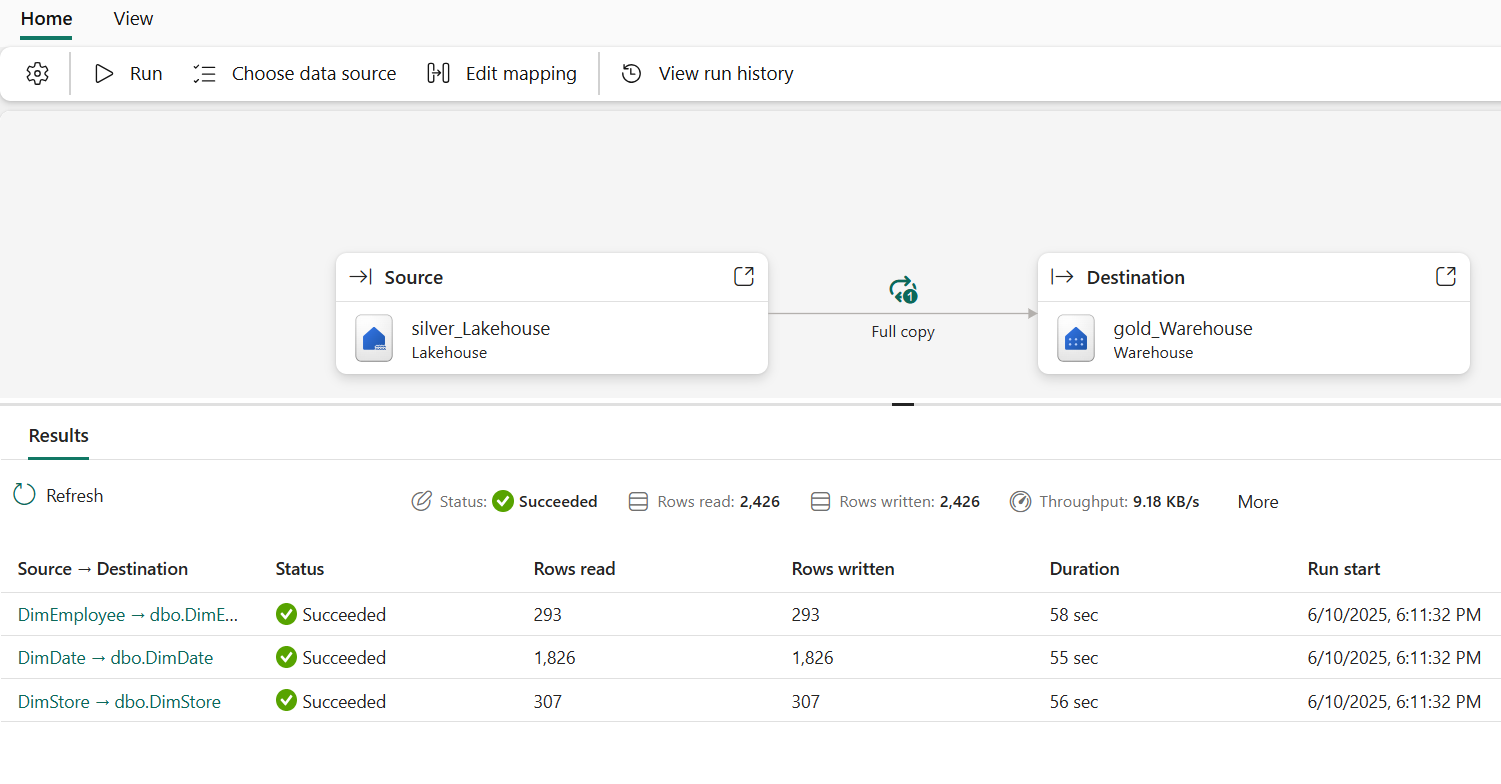 Home View
Run Choose data source Edit mapping View run history
Source
silver_Lakehouse
Lakehouse
1
Full copy
Destination
gold_Warehouse
Warehouse
Results
Refresh Status: Succeeded Rows read: 2,426 Rows written: 2,426 Throughput: 9.18 KB/s More
Source → Destination Status Rows read Rows written Duration Run start
DimEmployee → dbo.DimE... Succeeded 293 293 58 sec 6/10/2025, 6:11:32 PM
DimDate → dbo.DimDate Succeeded 1,826 1,826 55 sec 6/10/2025, 6:11:32 PM
DimStore → dbo.DimStore Succeeded 307 307 56 sec 6/10/2025, 6:11:32 PM